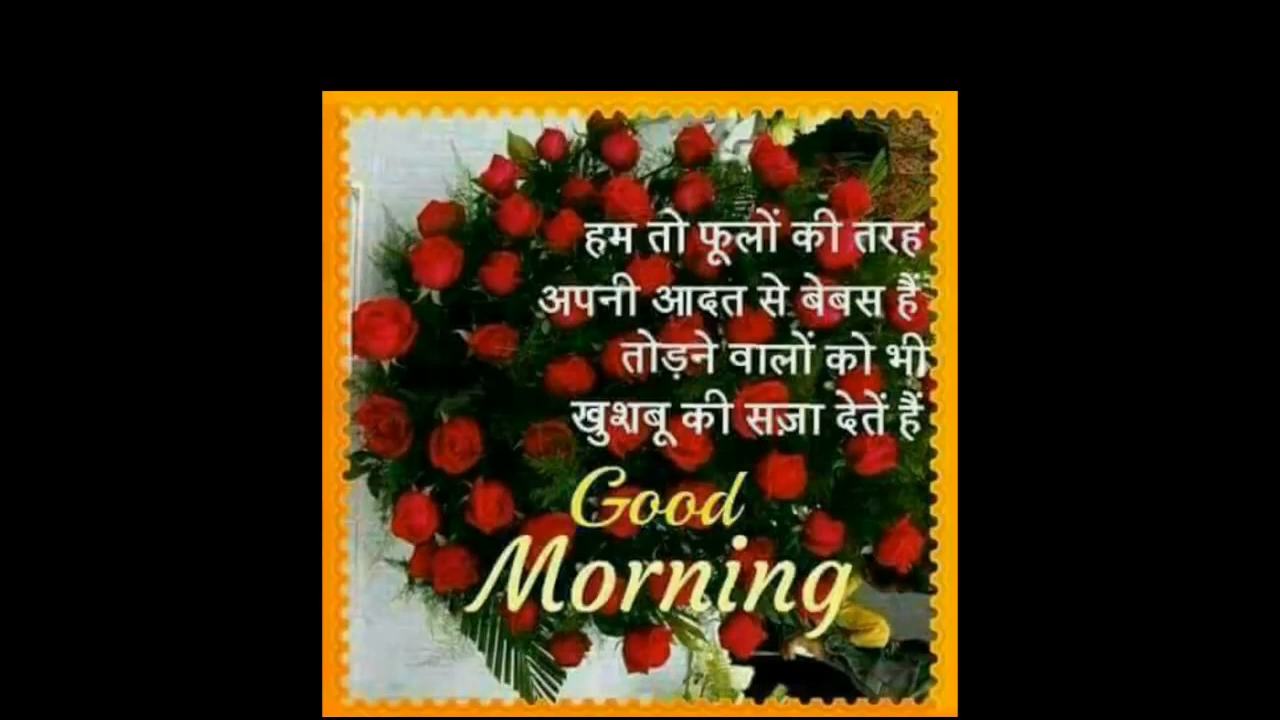 हम तो फूलों की तरह
अपनी आदत से बेबस हैं
तोड़ने वालों को भी
खुशबू की सज़ा देतें हैं
Good
Morning